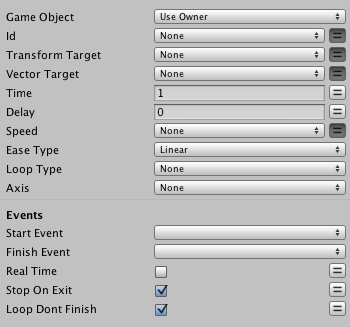 Game Object Use Owner
Id None
Transform Target None
Vector Target None
Time 1
Delay 0
Speed None
Ease Type Linear
Loop Type None
Axis None
Events
Start Event
Finish Event
Real Time
Stop On Exit
Loop Dont Finish